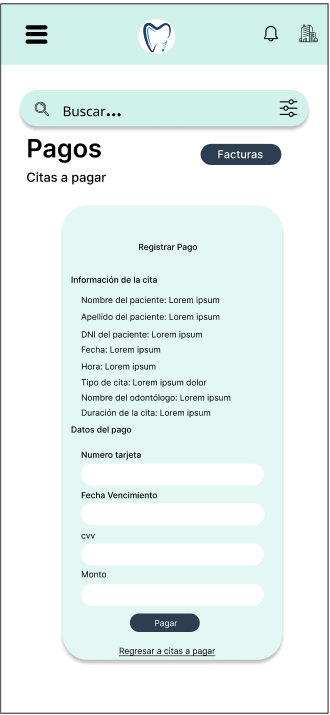 Buscar...
Pagos
Facturas
Citas a pagar
Registrar Pago
Información de la cita
Nombre del paciente: Lorem ipsum
Apellido del paciente: Lorem ipsum
DNI del paciente: Lorem ipsum
Fecha: Lorem ipsum
Hora: Lorem ipsum
Tipo de cita: Lorem ipsum dolor
Nombre del odontólogo: Lorem ipsum
Duración de la cita: Lorem ipsum
Datos del pago
Numero tarjeta
Fecha Vencimiento
cvv
Monto
Pagar
Regresar a citas a pagar